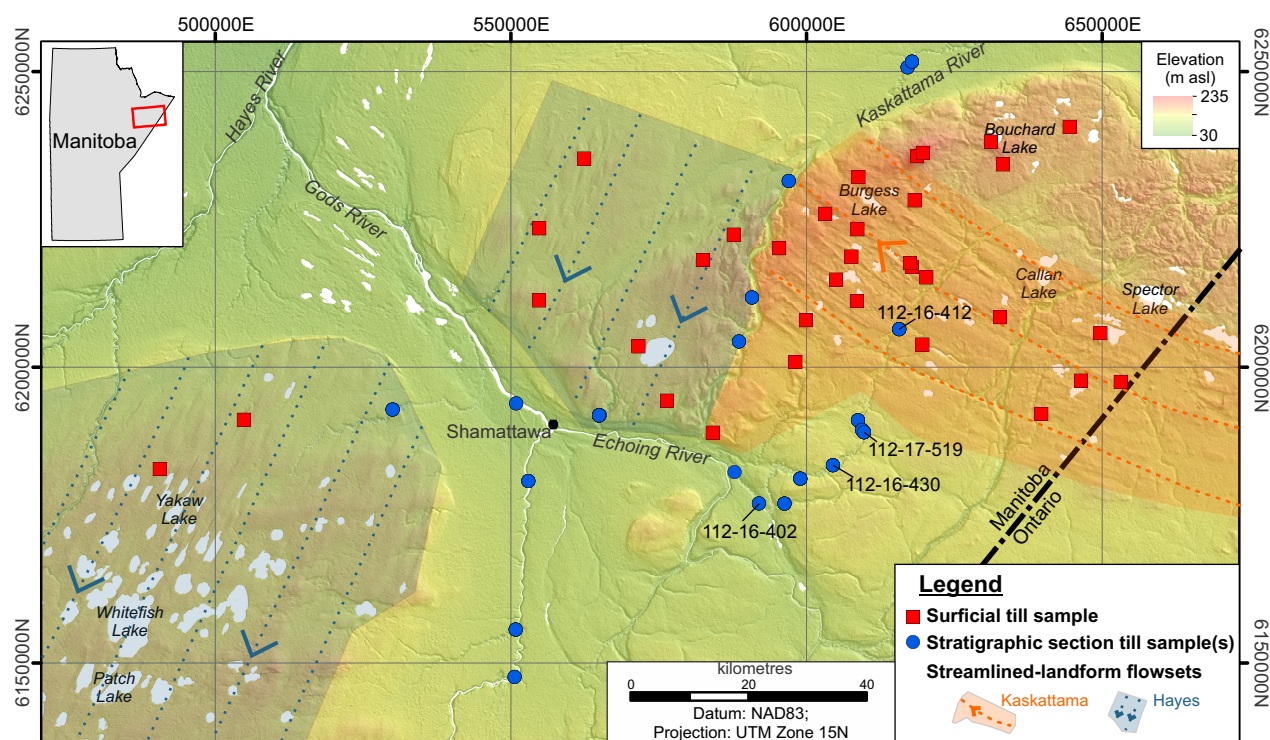 500000E
550000E
600000E
650000E
6250000N
6200000N
6150000N
6250000N
6200000N
6150000N
Manitoba
Elevation
(m asl)
235
30
Hayes River
Gods River
Kaskattama River
Echoing River
Bouchard
Lake
Burgess
Lake
Callan
Lake
Spector
Lake
112-16-412
Shamattawa
112-17-519
112-16-430
112-16-402
Manitoba
Ontario
Yakaw
Lake
Whitefish
Lake
Patch
Lake
kilometres
0 20 40
Datum: NAD83;
Projection: UTM Zone 15N
Legend
Surficial till sample
Stratigraphic section till sample(s)
Streamlined-landform flowsets
Kaskattama
Hayes